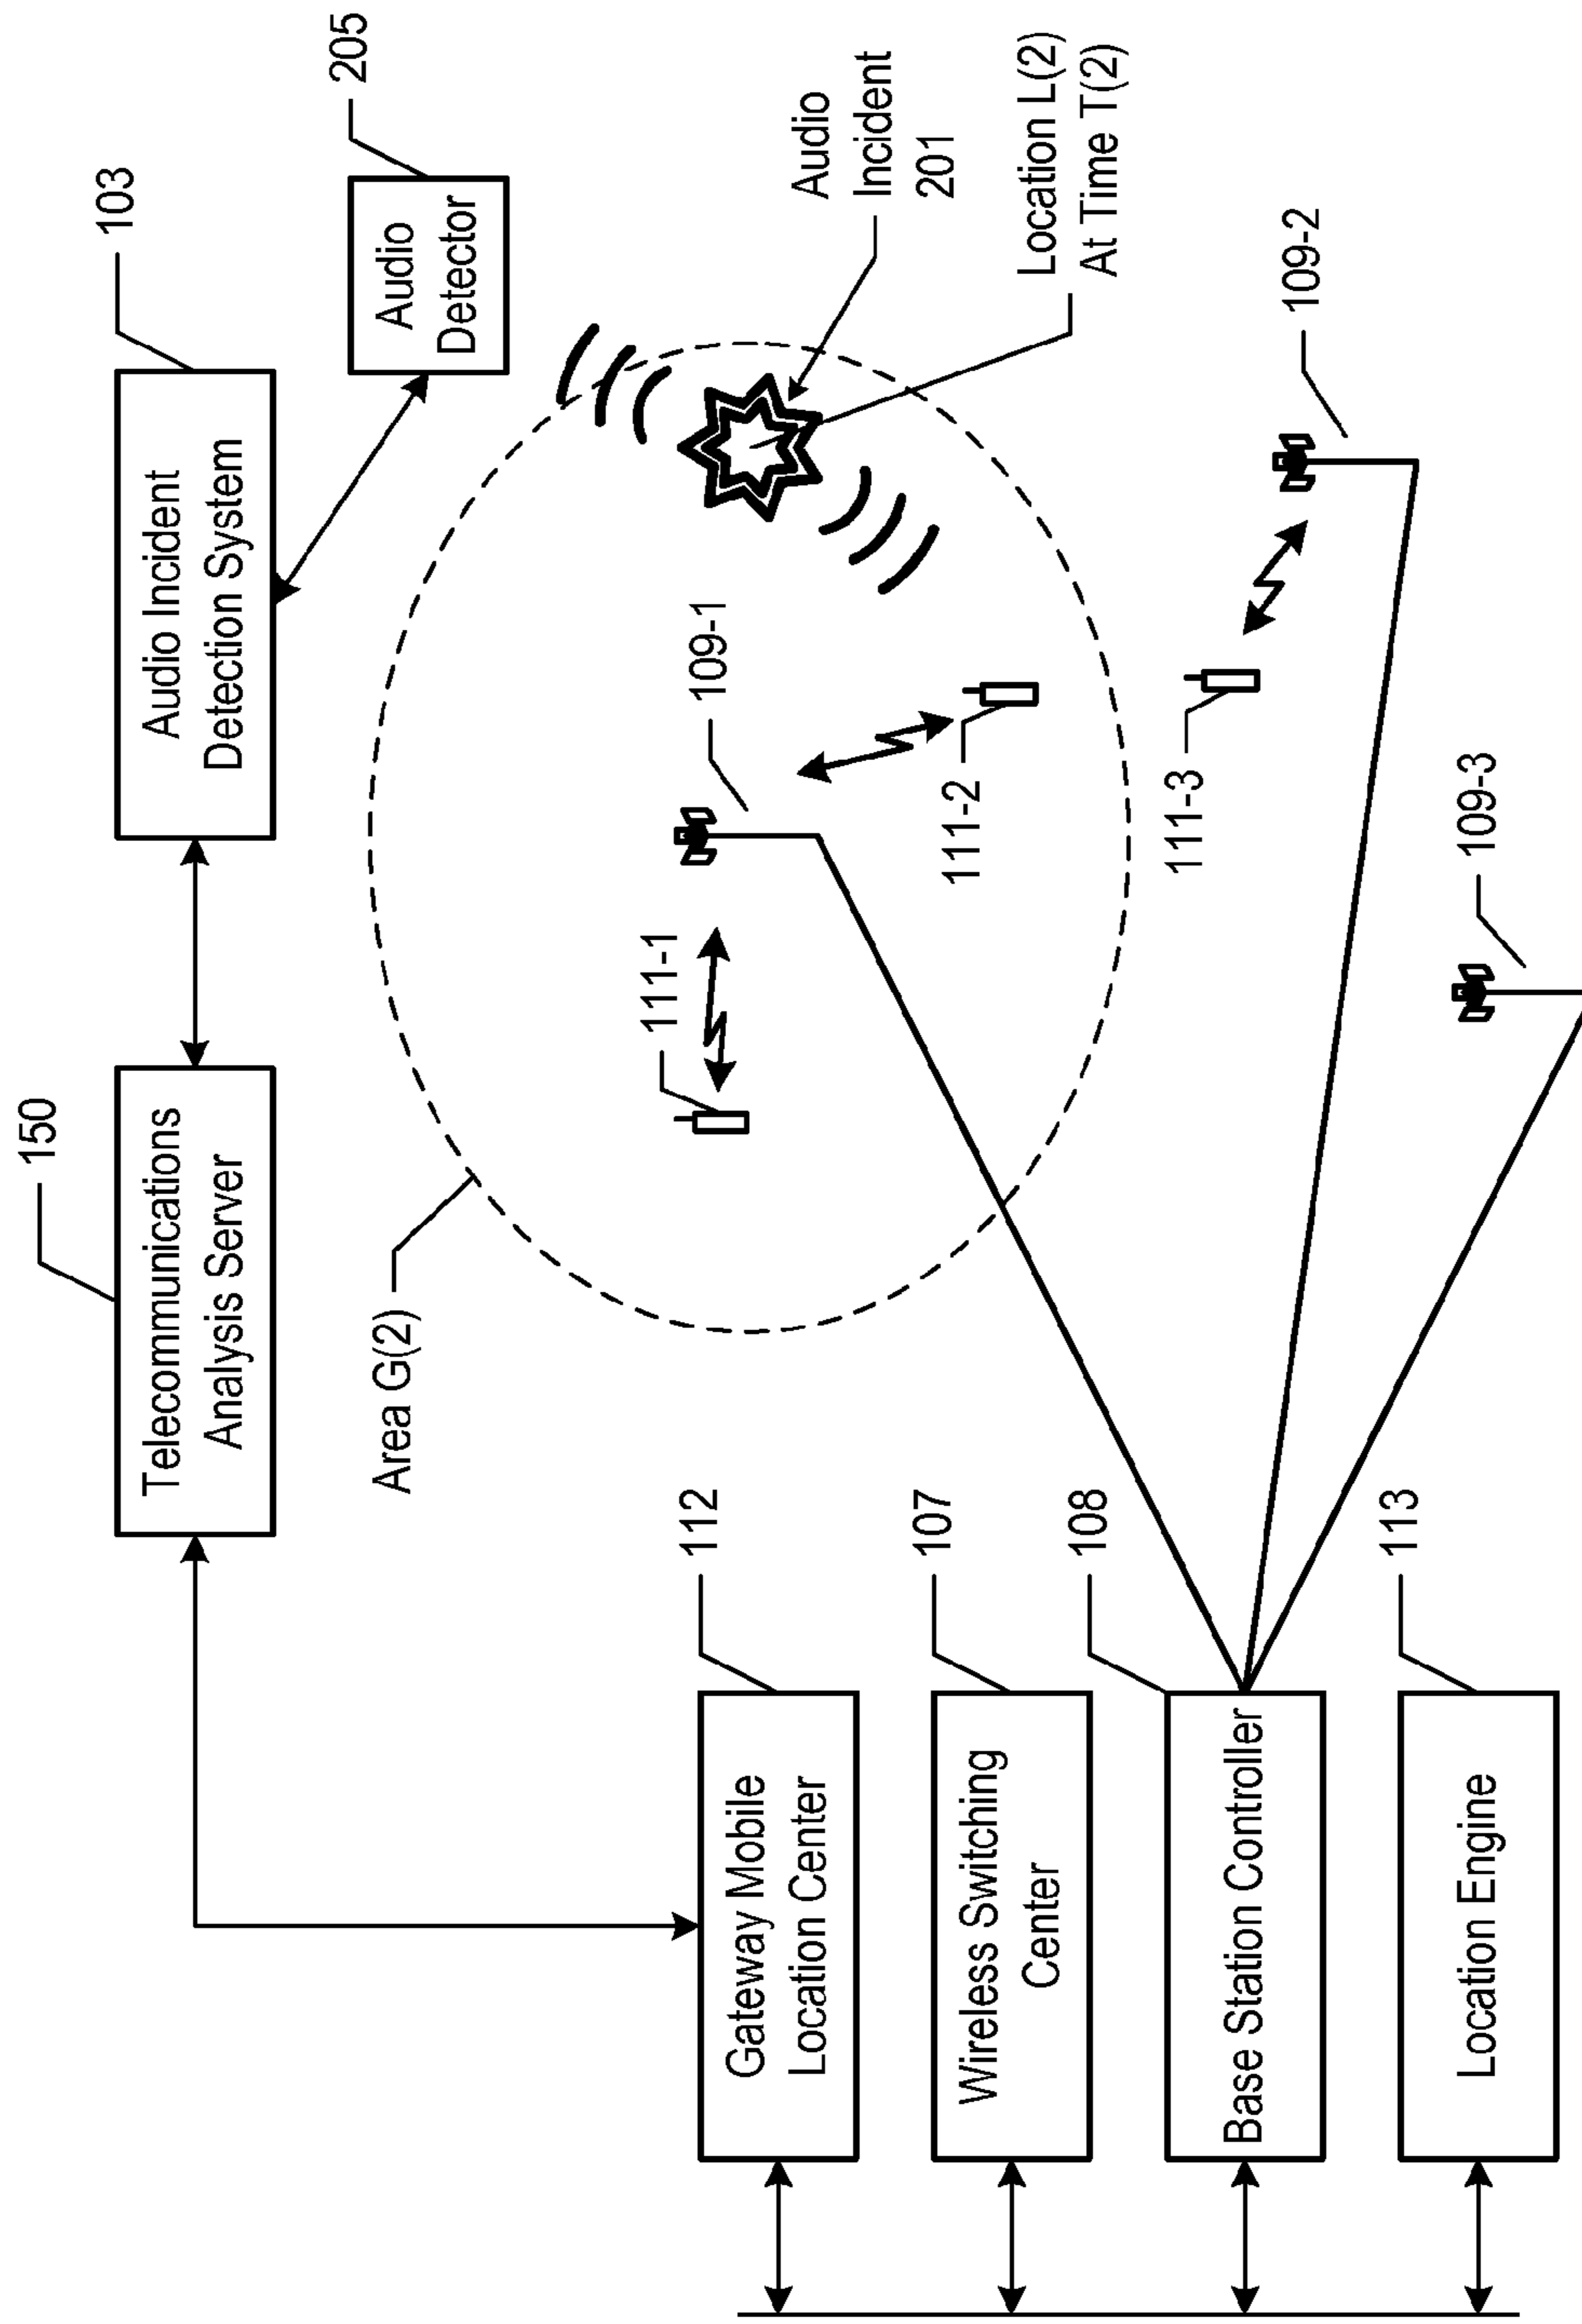 150
Telecommunications
Analysis Server
103
Audio Incident
Detection System
205
Audio
Detector
Area G(2)
111-1
109-1
111-2
Audio
Incident
201
Location L(2)
At Time T(2)
112
Gateway Mobile
Location Center
107
Wireless Switching
Center
108
Base Station Controller
113
Location Engine
111-3
109-2
109-3